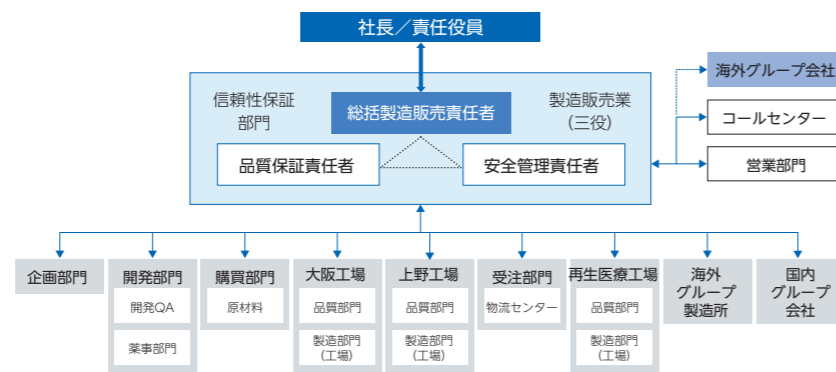 社長／責任役員
海外グループ会社
信頼性保証
部門
総括製造販売責任者
製造販売業
(三役)
コールセンター
品質保証責任者
安全管理責任者
営業部門
企画部門
開発部門
開発QA
薬事部門
購買部門
原材料
大阪工場
品質部門
製造部門
(工場)
上野工場
品質部門
製造部門
(工場)
受注部門
物流センター
再生医療工場
品質部門
製造部門
(工場)
海外
グループ
製造所
国内
グループ
会社